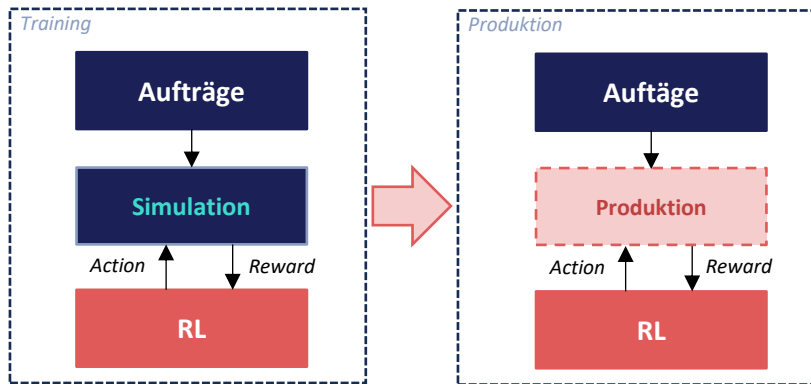 Training
Aufträge
Simulation
Action
Reward
RL
Produktion
Auftäge
Produktion
Action
Reward
RL